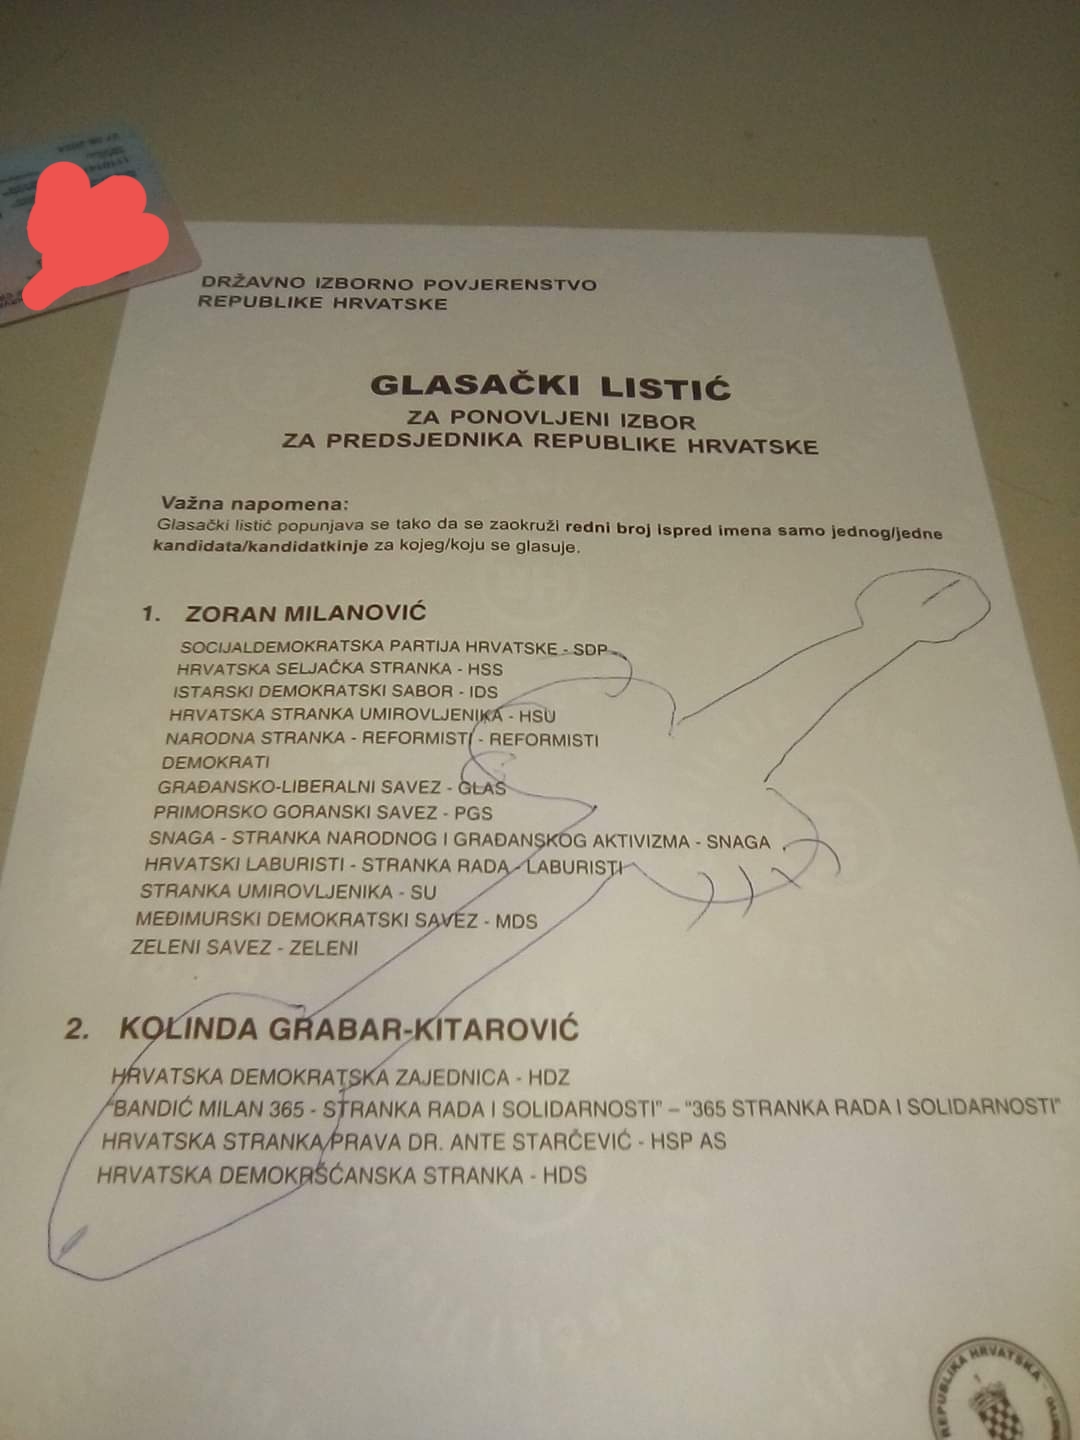 DRŽAVNO IZBORNO POVJERENSTVO
REPUBLIKE HRVATSKE
GLASAČKI LISTIĆ
ZA PONOVLJENI IZBOR
ZA PREDSJEDNIKA REPUBLIKE HRVATSKE
Važna napomena:
Glasački listić popunjava se tako da se zaokruži redni broj ispred imena samo jednog/jedne
kandidata/kandidatkinje za kojeg/koju se glasuje.
1. ZORAN MILANOVIĆ
SOCIJALDEMOKRATSKA PARTIJA HRVATSKE - SDP
HRVATSKA SELJAČKA STRANKA - HSS
ISTARSKI DEMOKRATSKI SABOR - IDS
HRVATSKA STRANKA UMIROVLJENIKA - HSU
NARODNA STRANKA - REFORMISTI - REFORMISTI
DEMOKRATI
GRAĐANSKO-LIBERALNI SAVEZ - GLAS
PRIMORSKO GORANSKI SAVEZ - PGS
SNAGA - STRANKA NARODNOG I GRAĐANSKOG AKTIVIZMA - SNAGA
HRVATSKI LABURISTI - STRANKA RADA - LABURISTI
STRANKA UMIROVLJENIKA - SU
MEĐIMURSKI DEMOKRATSKI SAVEZ - MDS
ZELENI SAVEZ - ZELENI
2. KOLINDA GRABAR-KITAROVIĆ
HRVATSKA DEMOKRATSKA ZAJEDNICA - HDZ
"BANDIĆ MILAN 365 - STRANKA RADA I SOLIDARNOSTI" – "365 STRANKA RADA I SOLIDARNOSTI"
HRVATSKA STRANKA PRAVA DR. ANTE STARČEVIĆ - HSP AS
HRVATSKA DEMOKRŠĆANSKA STRANKA - HDS
REPUBLIKA HRVATSKA